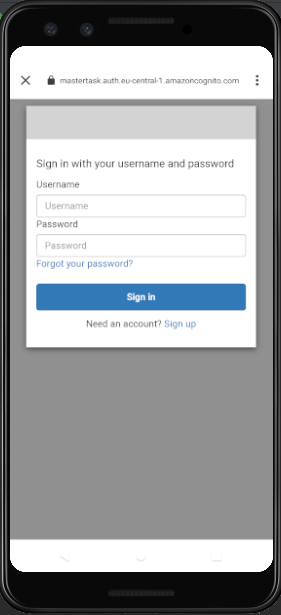 mastertask.auth.eu-central-1.amazoncognito.com
Sign in with your username and password
Username
Username
Password
Password
Forgot your password?
Sign in
Need an account? Sign up